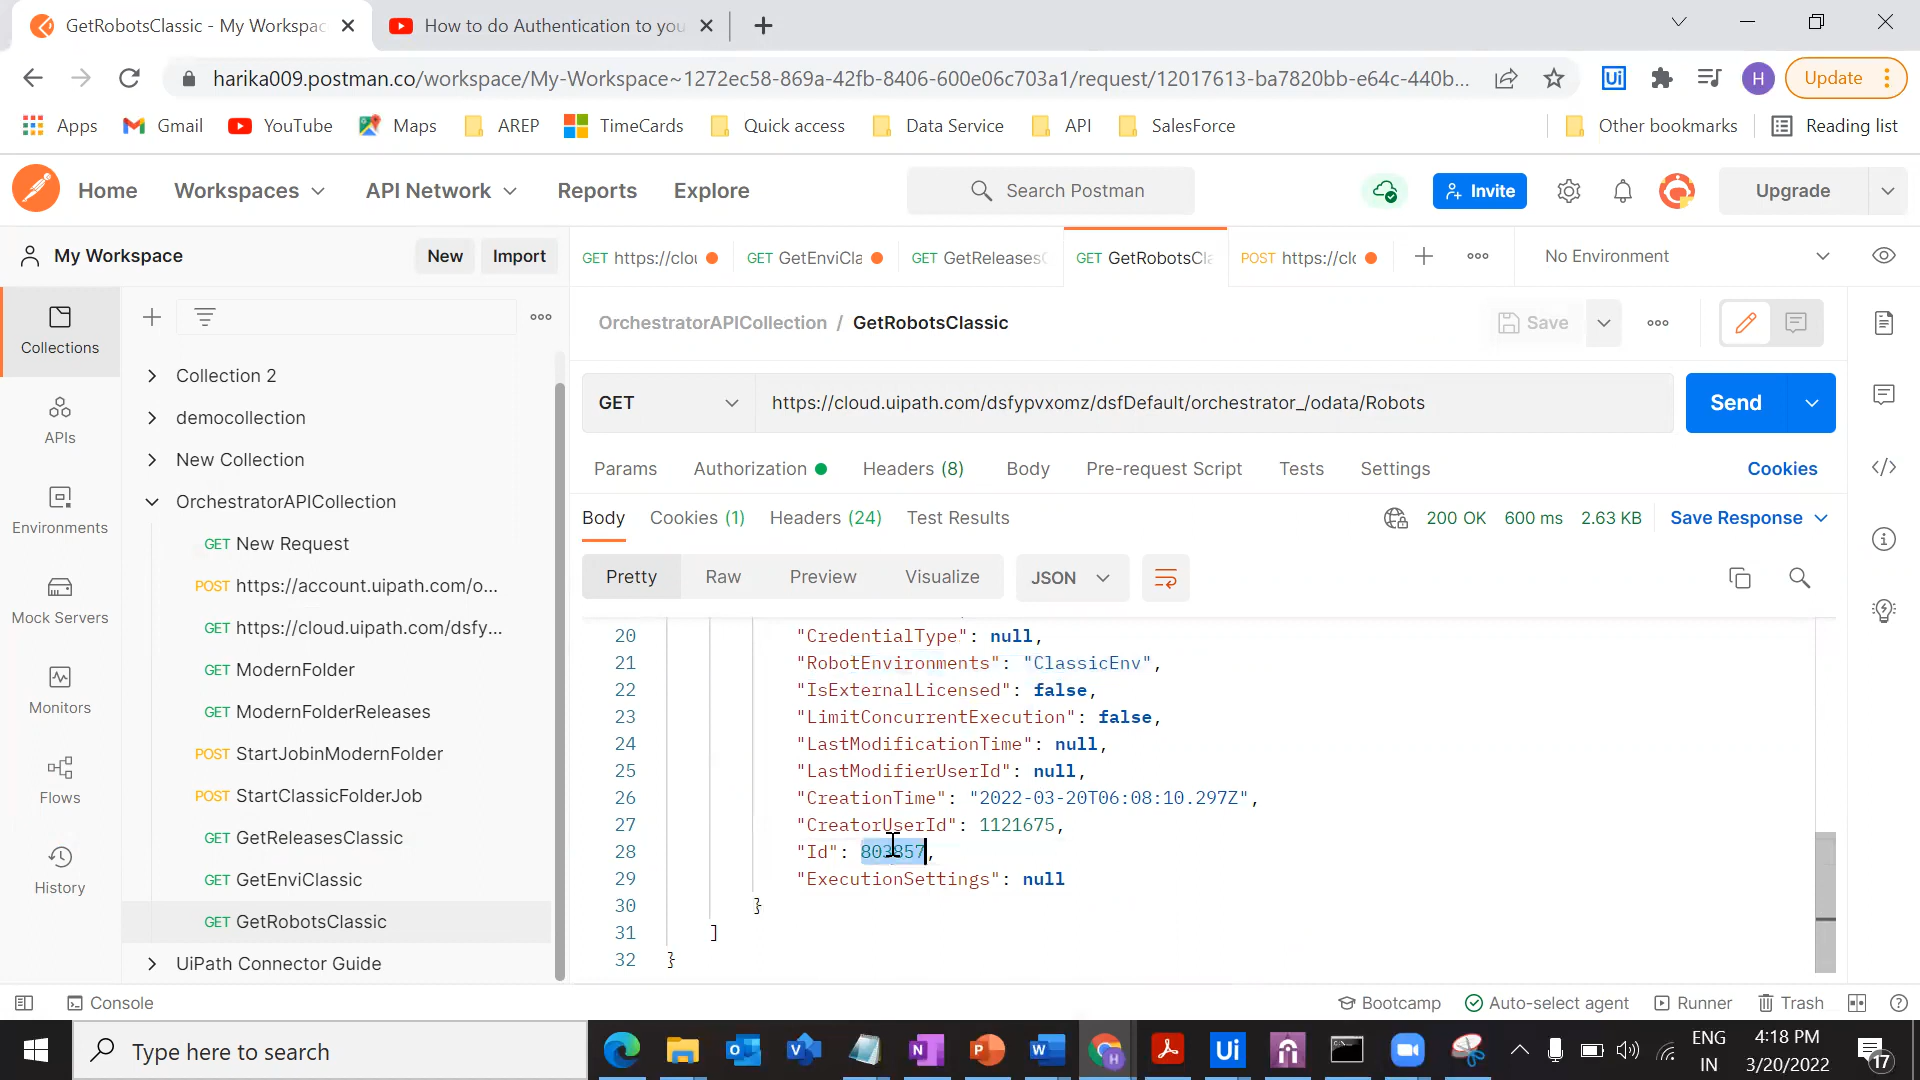 GetRobotsClassic - My Workspac
How to do Authentication to you
harika009.postman.co/workspace/My-Workspace~1272ec58-869a-42fb-8406-600e06c703a1/request/12017613-ba7820bb-e64c-440b...
Ui
H
Update
Apps
Gmail
YouTube
Maps
AREP
TimeCards
Quick access
Data Service
API
SalesForce
Other bookmarks
Reading list
Home
Workspaces
API Network
Reports
Explore
Search Postman
Invite
Upgrade
My Workspace
New
Import
GET https://clou
GET GetEnviCla
GET GetReleasesC
GET GetRobotsCla
POST https://clc
No Environment
Collections
APIs
Environments
Mock Servers
Monitors
Flows
History
Collection 2
democollection
New Collection
OrchestratorAPICollection
GET New Request
POST https://account.uipath.com/o...
GET https://cloud.uipath.com/dsfy...
GET ModernFolder
GET ModernFolderReleases
POST StartJobinModernFolder
POST StartClassicFolderJob
GET GetReleasesClassic
GET GetEnviClassic
GET GetRobotsClassic
UiPath Connector Guide
OrchestratorAPICollection / GetRobotsClassic
Save
GET
https://cloud.uipath.com/dsfypvxomz/dsfDefault/orchestrator_/odata/Robots
Send
Params
Authorization
Headers (8)
Body
Pre-request Script
Tests
Settings
Cookies
Body
Cookies (1)
Headers (24)
Test Results
200 OK
600 ms
2.63 KB
Save Response
Pretty
Raw
Preview
Visualize
JSON
20 "CredentialType": null,
21 "RobotEnvironments": "ClassicEnv",
22 "IsExternalLicensed": false,
23 "LimitConcurrentExecution": false,
24 "LastModificationTime": null,
25 "LastModifierUserId": null,
26 "CreationTime": "2022-03-20T06:08:10.297Z",
27 "CreatorUserId": 1121675,
28 "Id": 803857,
29 "ExecutionSettings": null
30 }
31 ]
32 }
Console
Bootcamp
Auto-select agent
Runner
Trash
Type here to search
Ui
ENG
IN
4:18 PM
3/20/2022
17